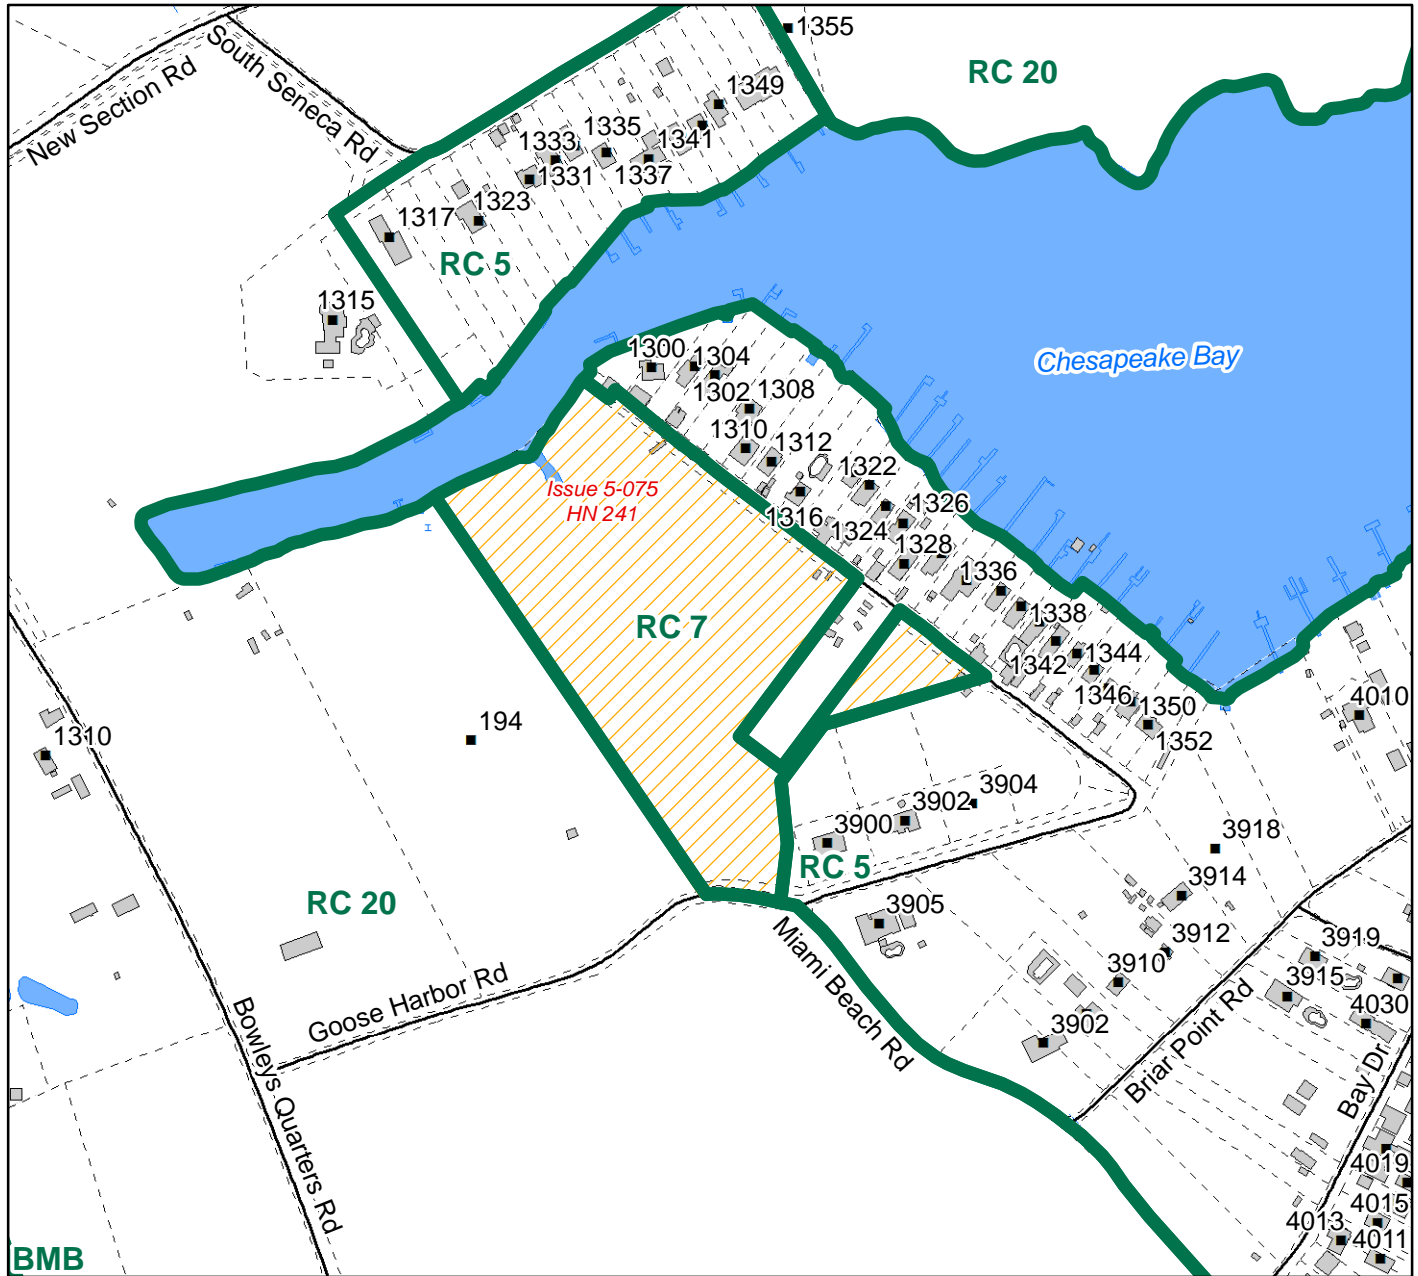 1355
RC 20
South Seneca Rd
New Section Rd
1349
1333
1335
1341
1331
1337
1323
1317
RC 5
1315
Chesapeake Bay
1300
1304
1302
1308
1310
1312
1322
Issue 5-075
HN 241
1316
1324
1326
1328
1336
RC 7
1338
1342
1344
1346
1350
1352
4010
1310
194
3904
3902
3900
3918
RC 5
3914
RC 20
3905
3912
3919
3910
3915
Miami Beach Rd
Goose Harbor Rd
4030
3902
Briar Point Rd
Bowleys Quarters Rd
Bay Dr
4019
4015
4013
4011
BMB